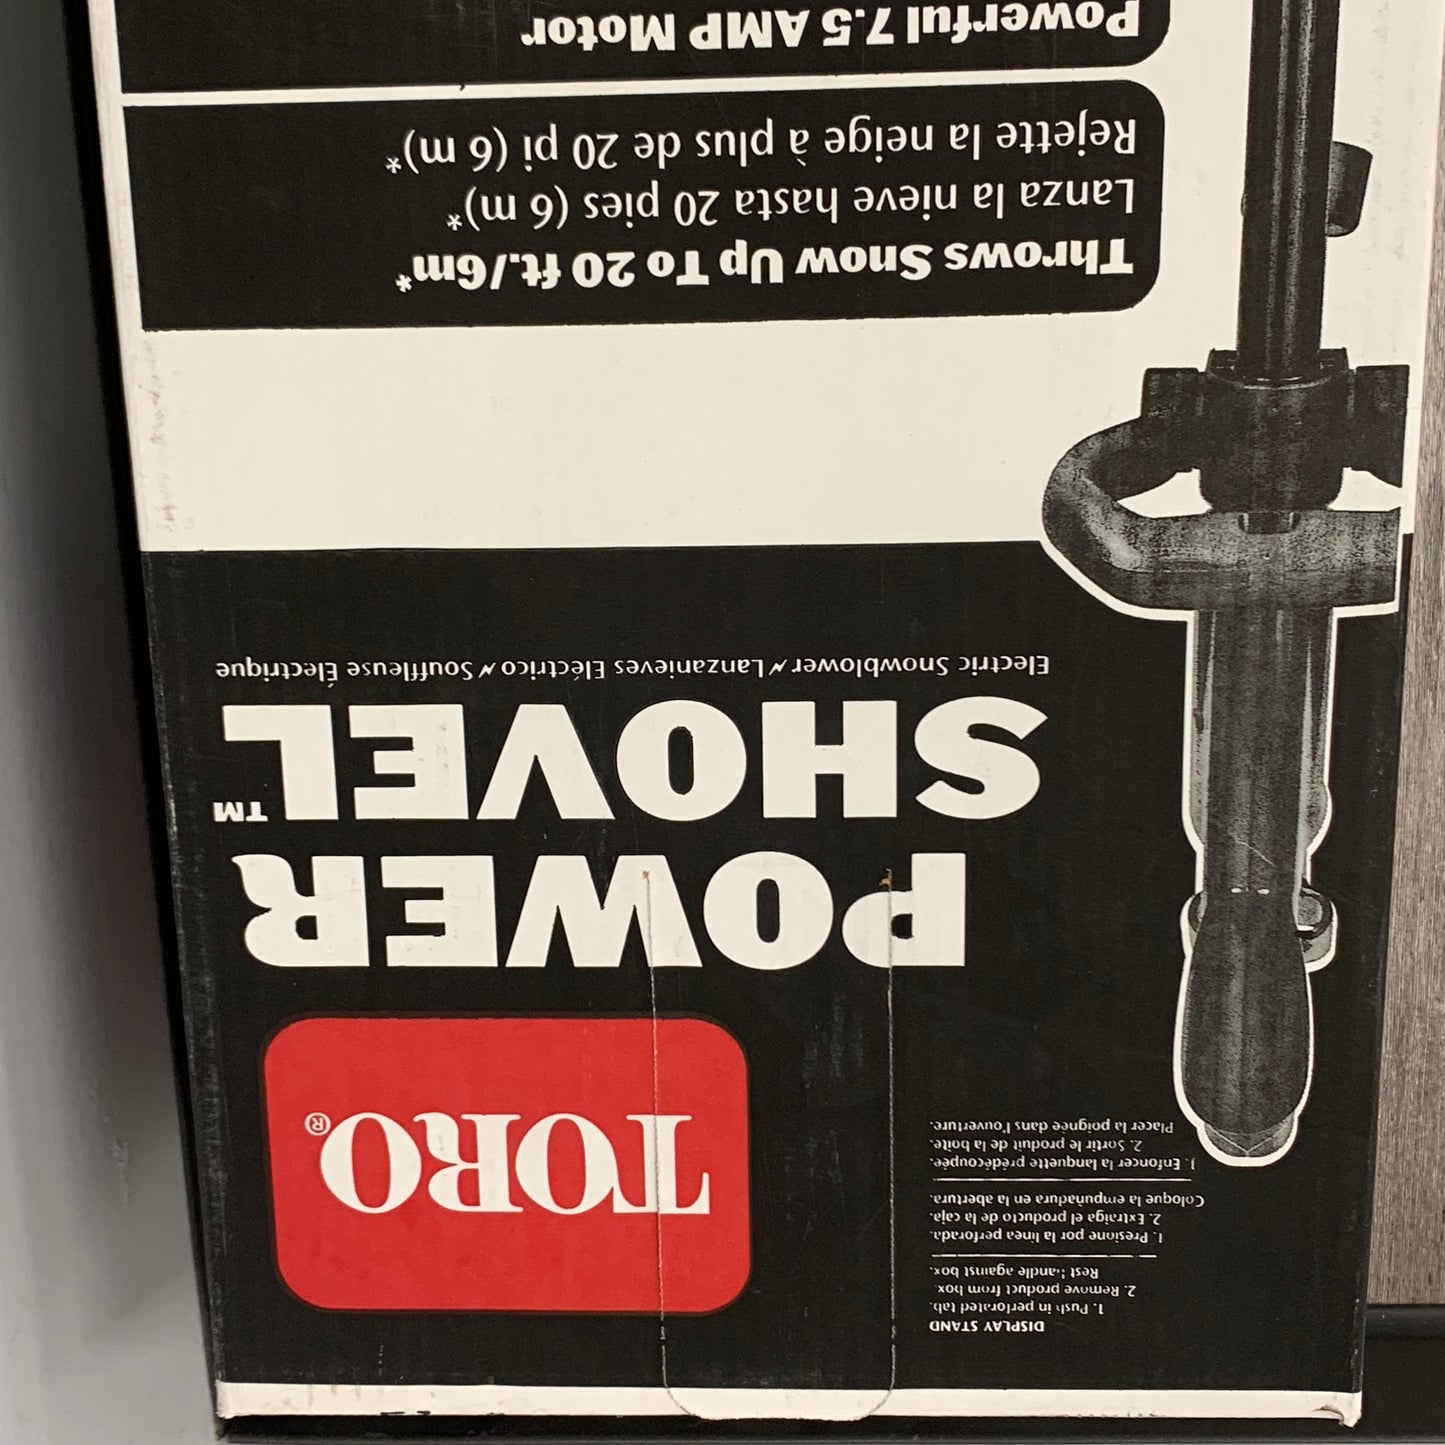 DISPLAY STAND
1. Push in perforated tab.
2. Remove product from box.
Rest Handle against box.
1. Presione por la linea perforada.
2. Extraiga el producto de la caja.
Coloque la empuñadura en la abertura.
1. Enfoncer la languette prédécoupée.
2. Sortir le produit de la boîte.
Placer la poignée dans l'ouverture.
TORO®
POWER
SHOVEL™
Electric Snowblower Lanzanieves Eléctrico Souffleuse Électrique
Throws Snow Up To 20 ft./6m*
Lanza la nieve hasta 20 pies (6 m)*
Rejette la neige à plus de 20 pi (6 m)*
Powerful 7.5 AMP Motor